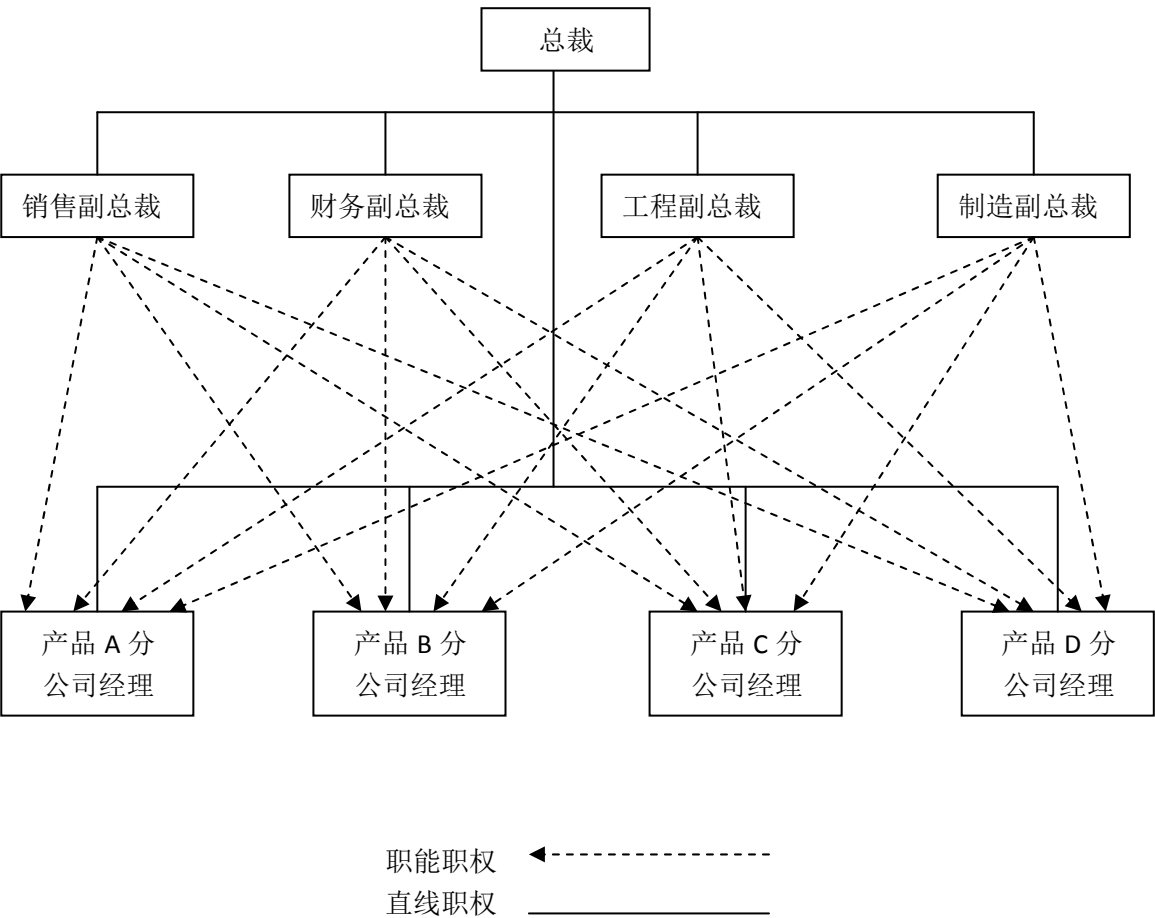 总裁
销售副总裁
财务副总裁
工程副总裁
制造副总裁
产品 A 分
公司经理
产品 B 分
公司经理
产品 C 分
公司经理
产品 D 分
公司经理
职能职权
直线职权